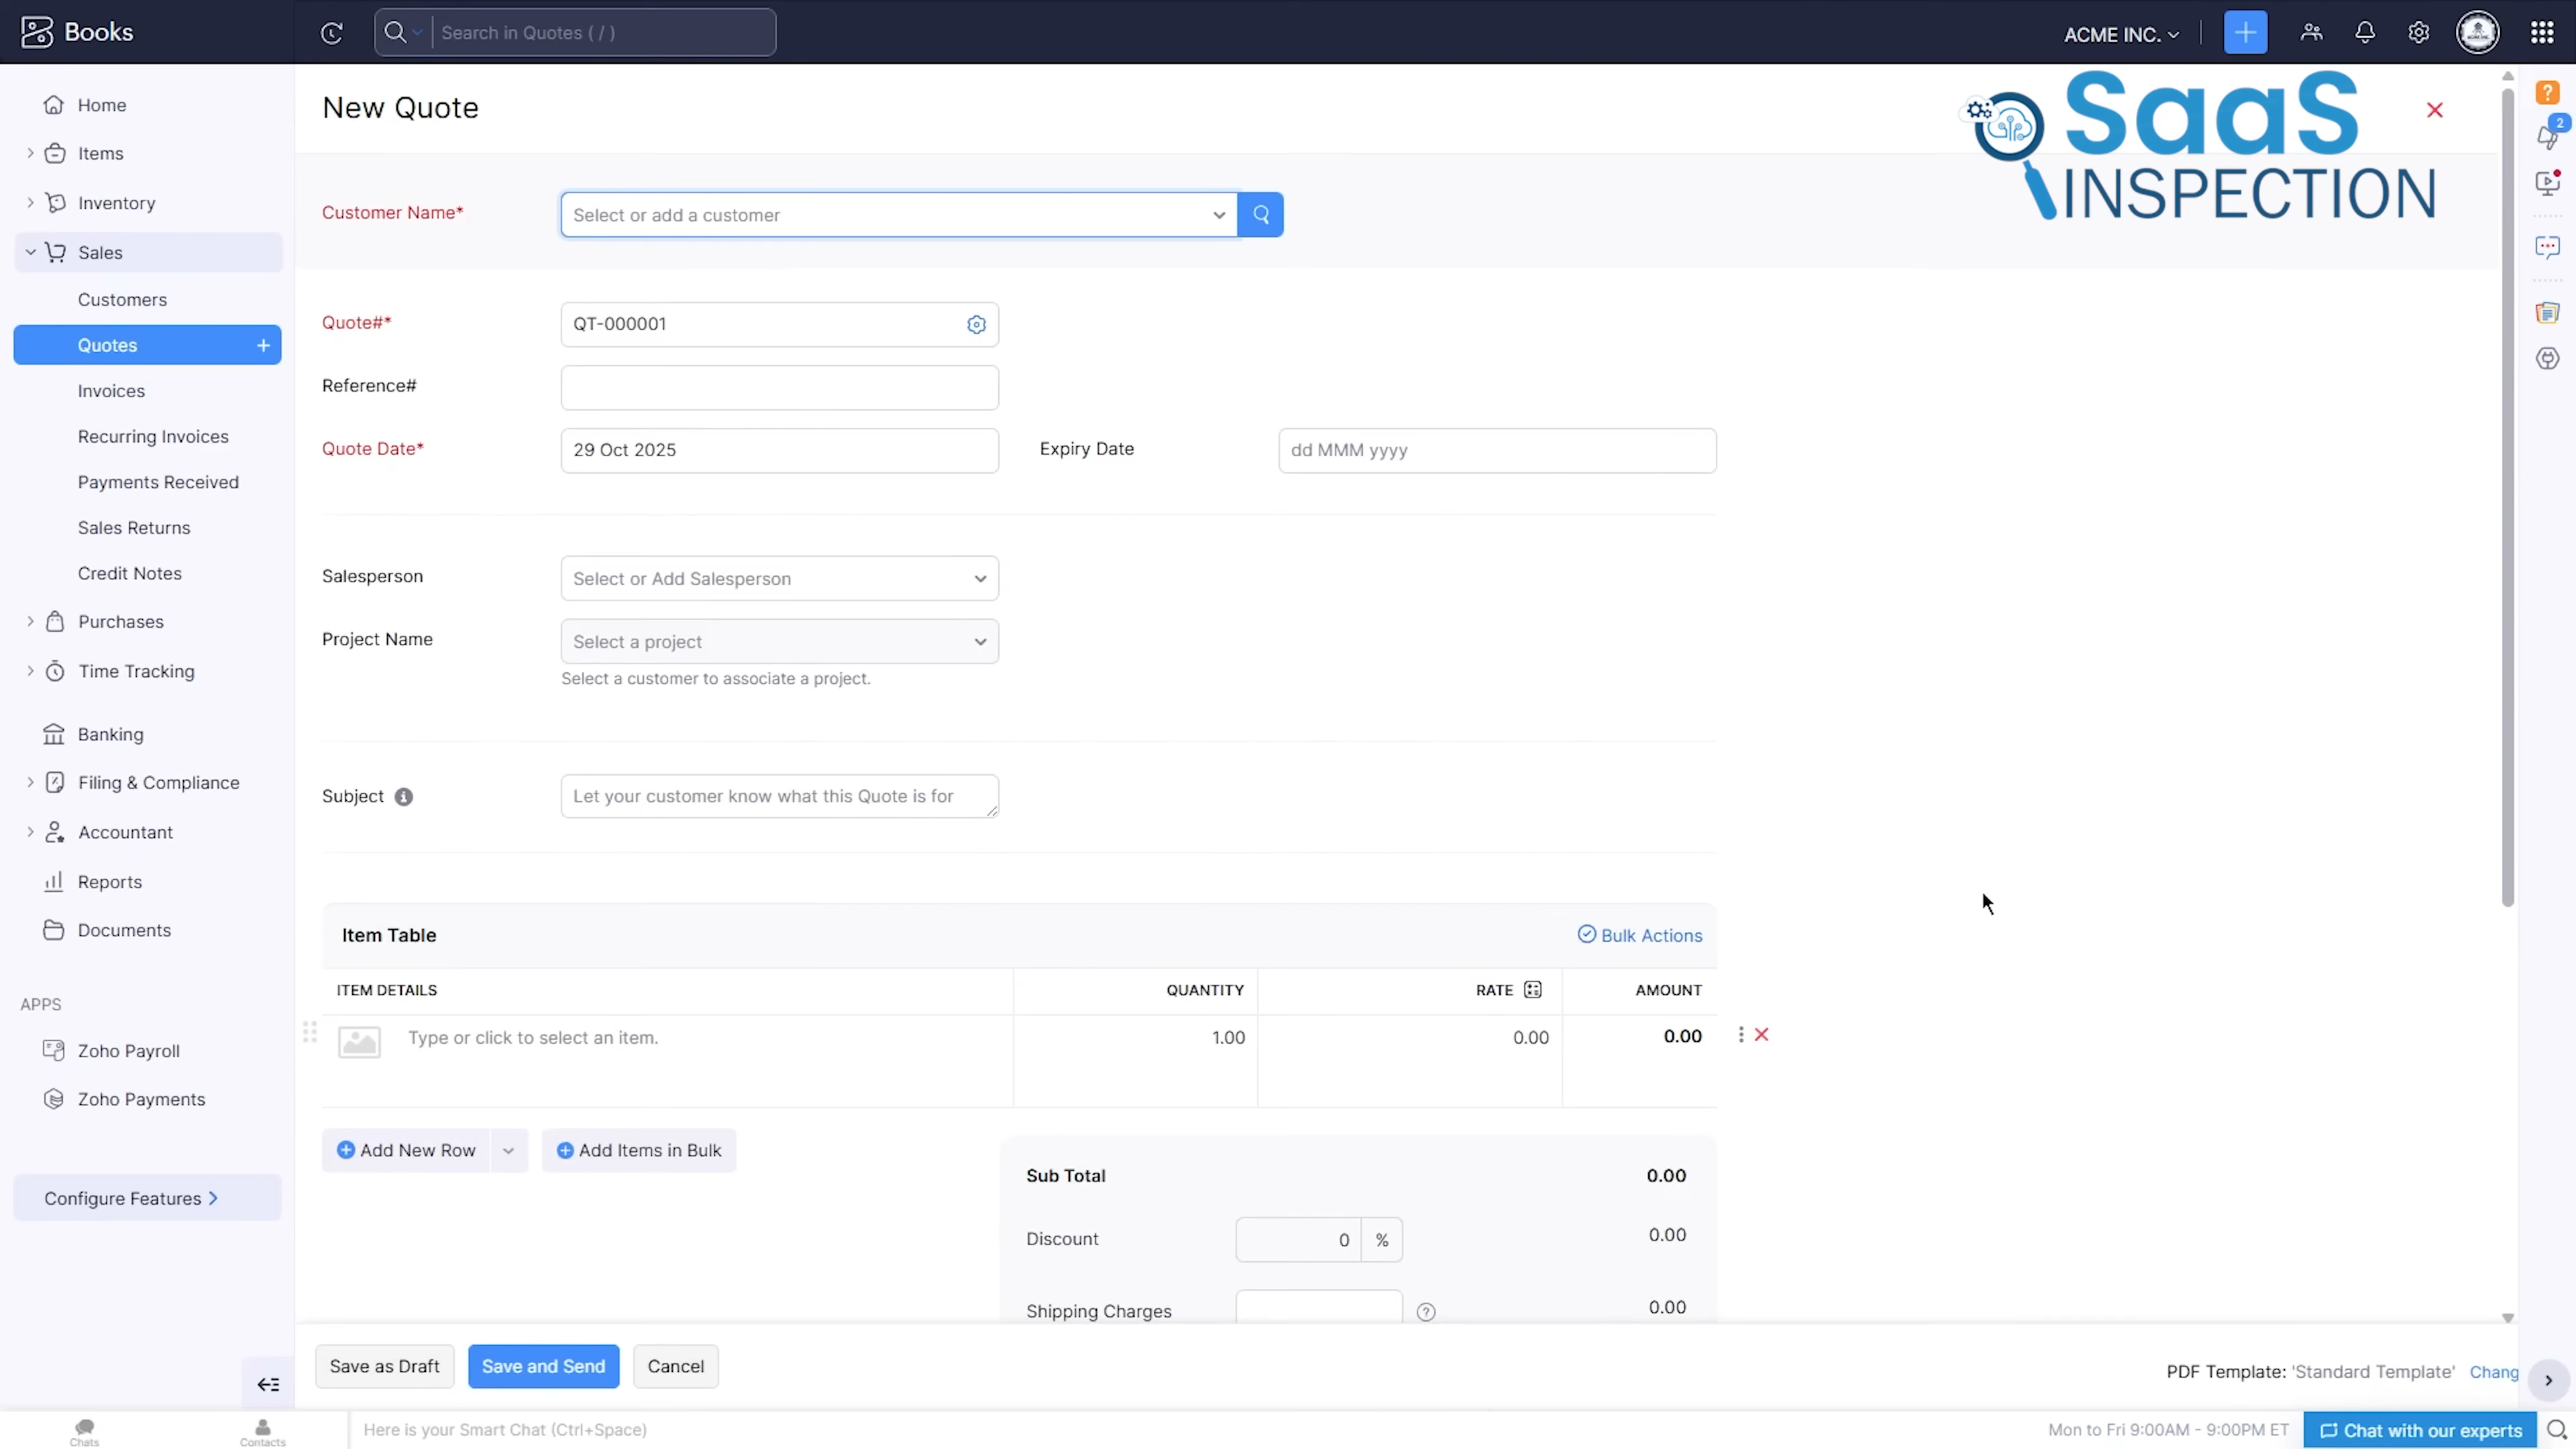 Books
Search in Quotes ( / )
ACME INC.
Home
Items
Inventory
Sales
Customers
Quotes
Invoices
Recurring Invoices
Payments Received
Sales Returns
Credit Notes
Purchases
Time Tracking
Banking
Filing & Compliance
Accountant
Reports
Documents
APPS
Zoho Payroll
Zoho Payments
Configure Features
New Quote
SaaS
INSPECTION
?
2
Customer Name*
Select or add a customer
Quote#*
QT-000001
Reference#
Quote Date*
29 Oct 2025
Expiry Date
dd MMM yyyy
Salesperson
Select or Add Salesperson
Project Name
Select a project
Select a customer to associate a project.
Subject
Let your customer know what this Quote is for
Item Table
Bulk Actions
ITEM DETAILS
QUANTITY
RATE
AMOUNT
Type or click to select an item.
1.00
0.00
0.00
Add New Row
Add Items in Bulk
Sub Total
0.00
Discount
0
%
0.00
Shipping Charges
?
0.00
Save as Draft
Save and Send
Cancel
PDF Template: 'Standard Template' Chang
Chats
Contacts
Here is your Smart Chat (Ctrl+Space)
Mon to Fri 9:00AM - 9:00PM ET
Chat with our experts